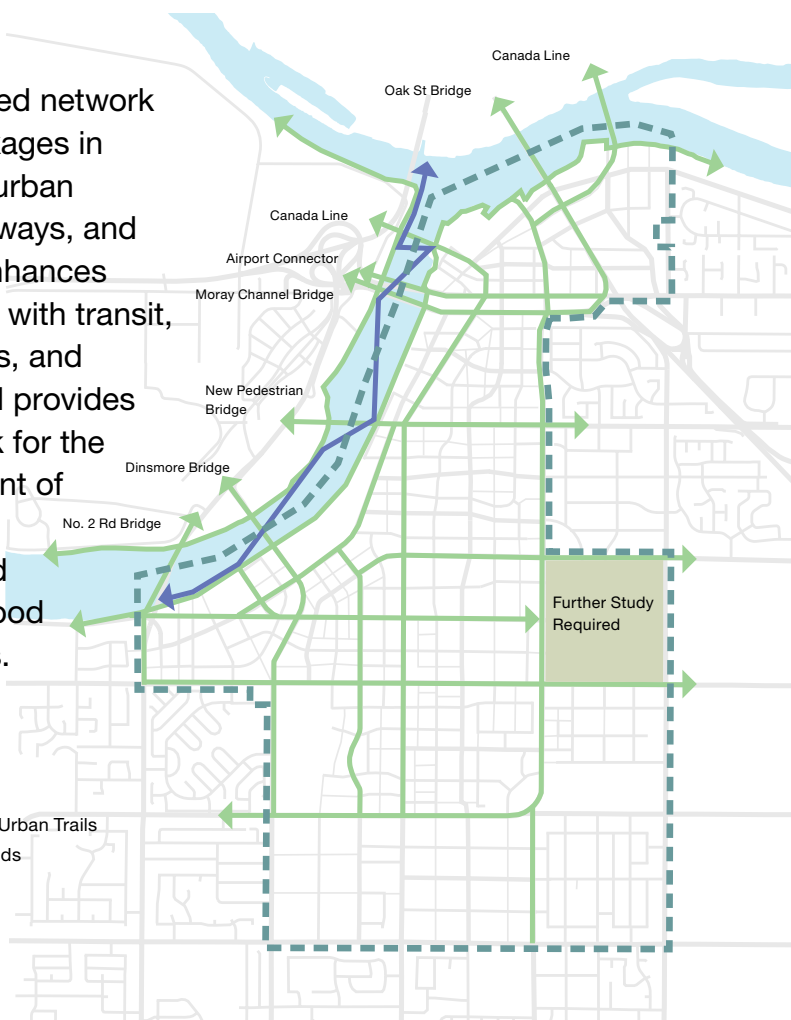 ed network
ages in
urban
ways, and
nhances
with transit,
s, and
d provides
k for the
nt of
d
ood
s.
Urban Trails
ds
Canada Line
Oak St Bridge
Canada Line
Airport Connector
Moray Channel Bridge
New Pedestrian
Bridge
Dinsmore Bridge
No. 2 Rd Bridge
Further Study
Required